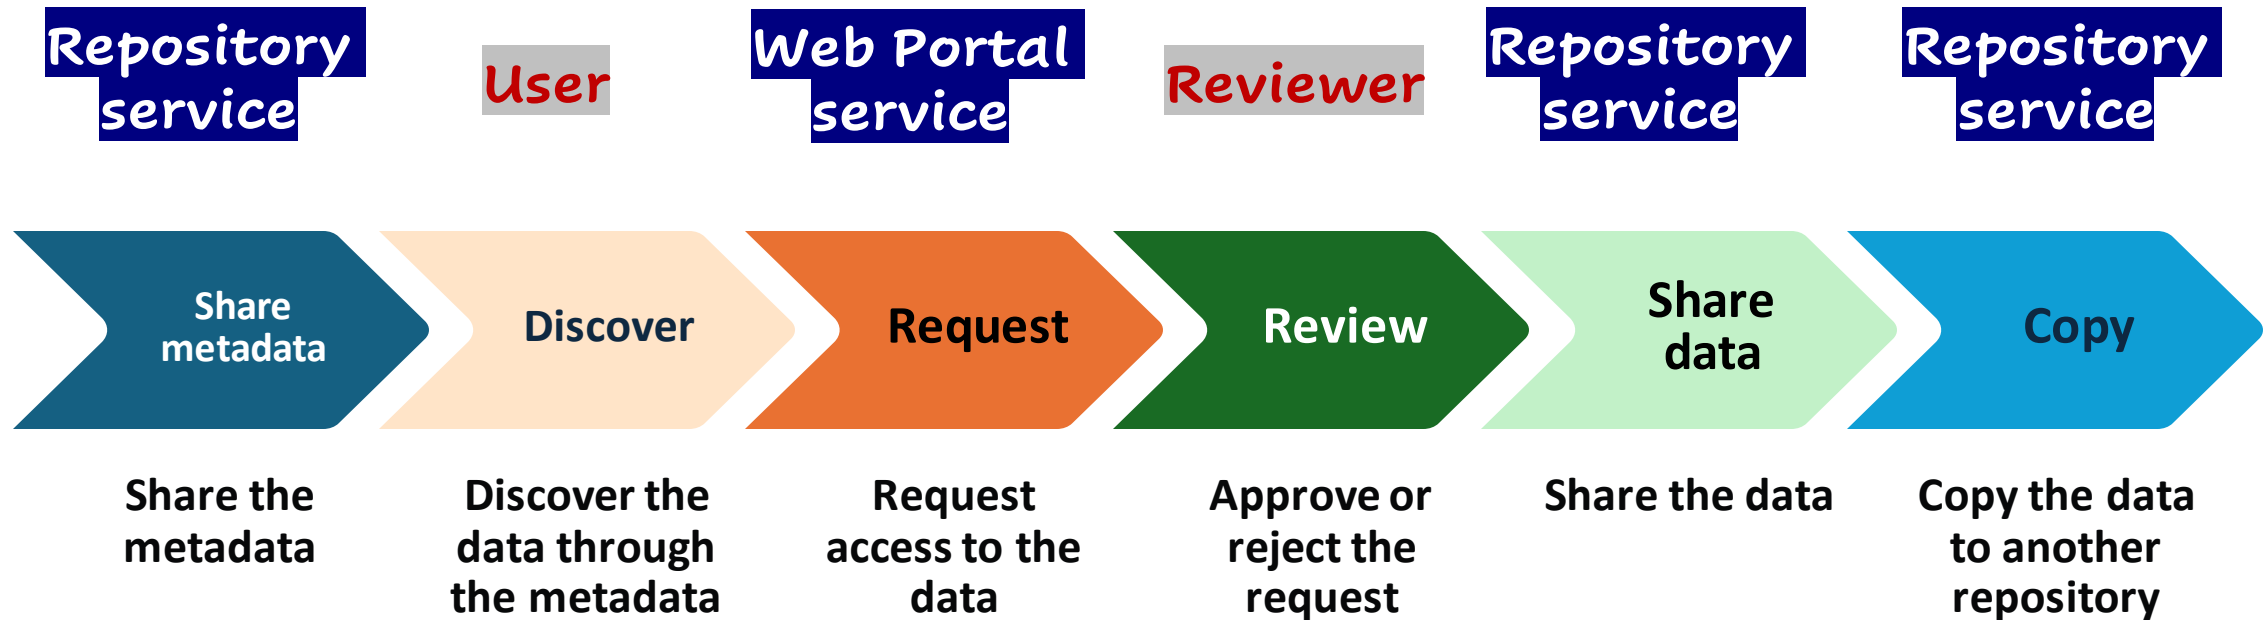 Repository
service
User
Web Portal
service
Reviewer
Repository
service
Repository
service
Share
metadata
Discover
Request
Review
Share
data
Copy
Share the
metadata
Discover the
data through
the metadata
Request
access to the
data
Approve or
reject the
request
Share the data
Copy the data
to another
repository